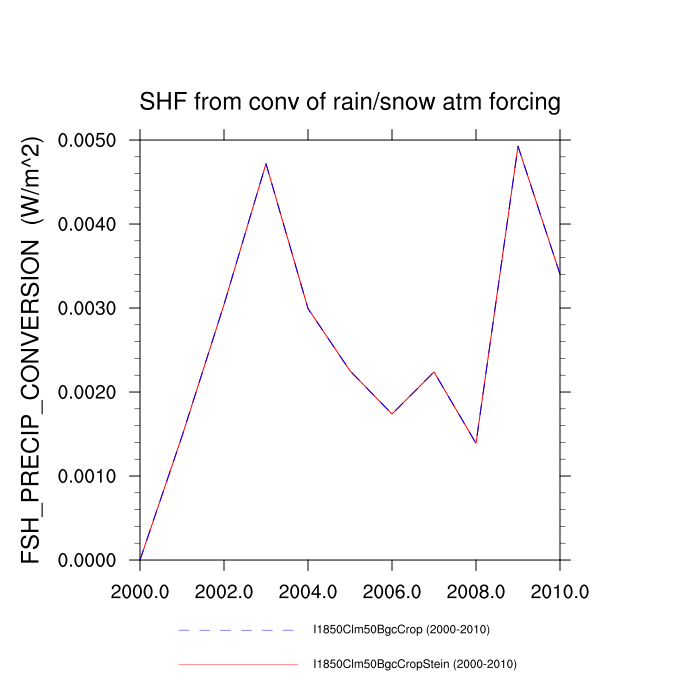 SHF from conv of rain/snow atm forcing
FSH_PRECIP_CONVERSION (W/m^2)
0.0050
0.0040
0.0030
0.0020
0.0010
0.0000
2000.0 2002.0 2004.0 2006.0 2008.0 2010.0
I1850Clm50BgcCrop (2000-2010)
I1850Clm50BgcCropStein (2000-2010)